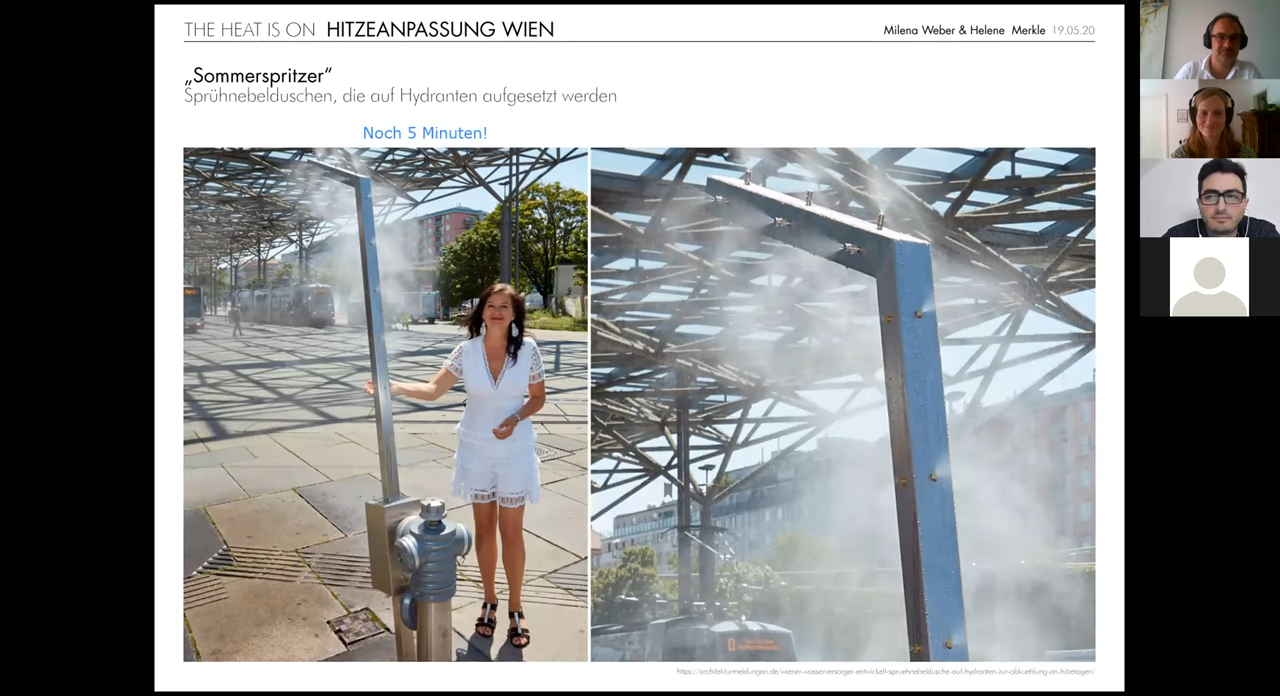 THE HEAT IS ON HITZEANPASSUNG WIEN
Milena Weber & Helene Merkle 19.05.20
„Sommerspritzer“
Sprühnebelduschen, die auf Hydranten aufgesetzt werden
Noch 5 Minuten!
https://architekturmeldungen.de/wiener-wasserversorger-entwickelt-spruehnebeldusche-auf-hydranten-zur-abkuehlung-an-hitzetagen/